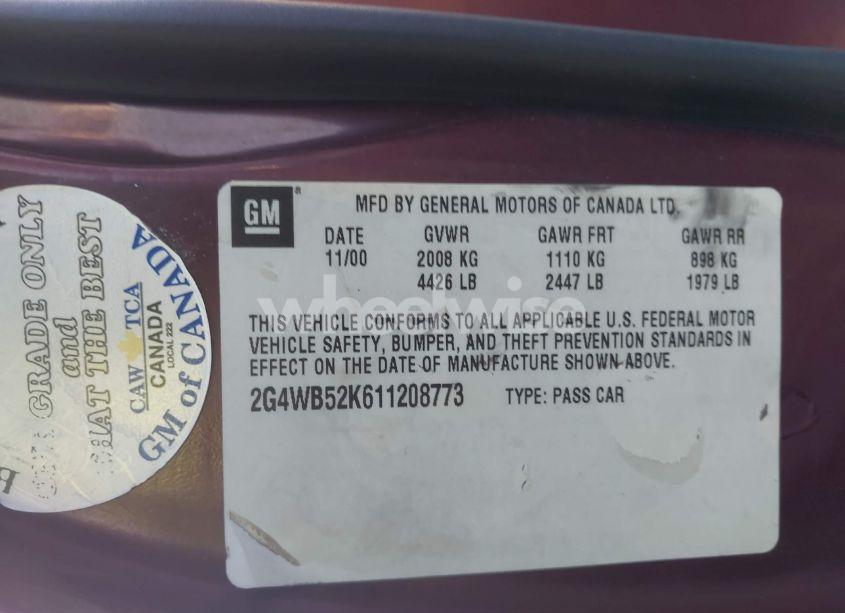 GM
MFD BY GENERAL MOTORS OF CANADA LTD.
DATE GVWR GAWR FRT GAWR RR
11/00 2008 KG 1110 KG 898 KG
4426 LB 2447 LB 1979 LB
THIS VEHICLE CONFORMS TO ALL APPLICABLE U.S. FEDERAL MOTOR
VEHICLE SAFETY, BUMPER, AND THEFT PREVENTION STANDARDS IN
EFFECT ON THE DATE OF MANUFACTURE SHOWN ABOVE.
2G4WB52K611208773 TYPE: PASS CAR
wheelwise
GRADE ONLY
and
THE BEST
CAW TCA
CANADA
LOCAL 222
GM of CANADA